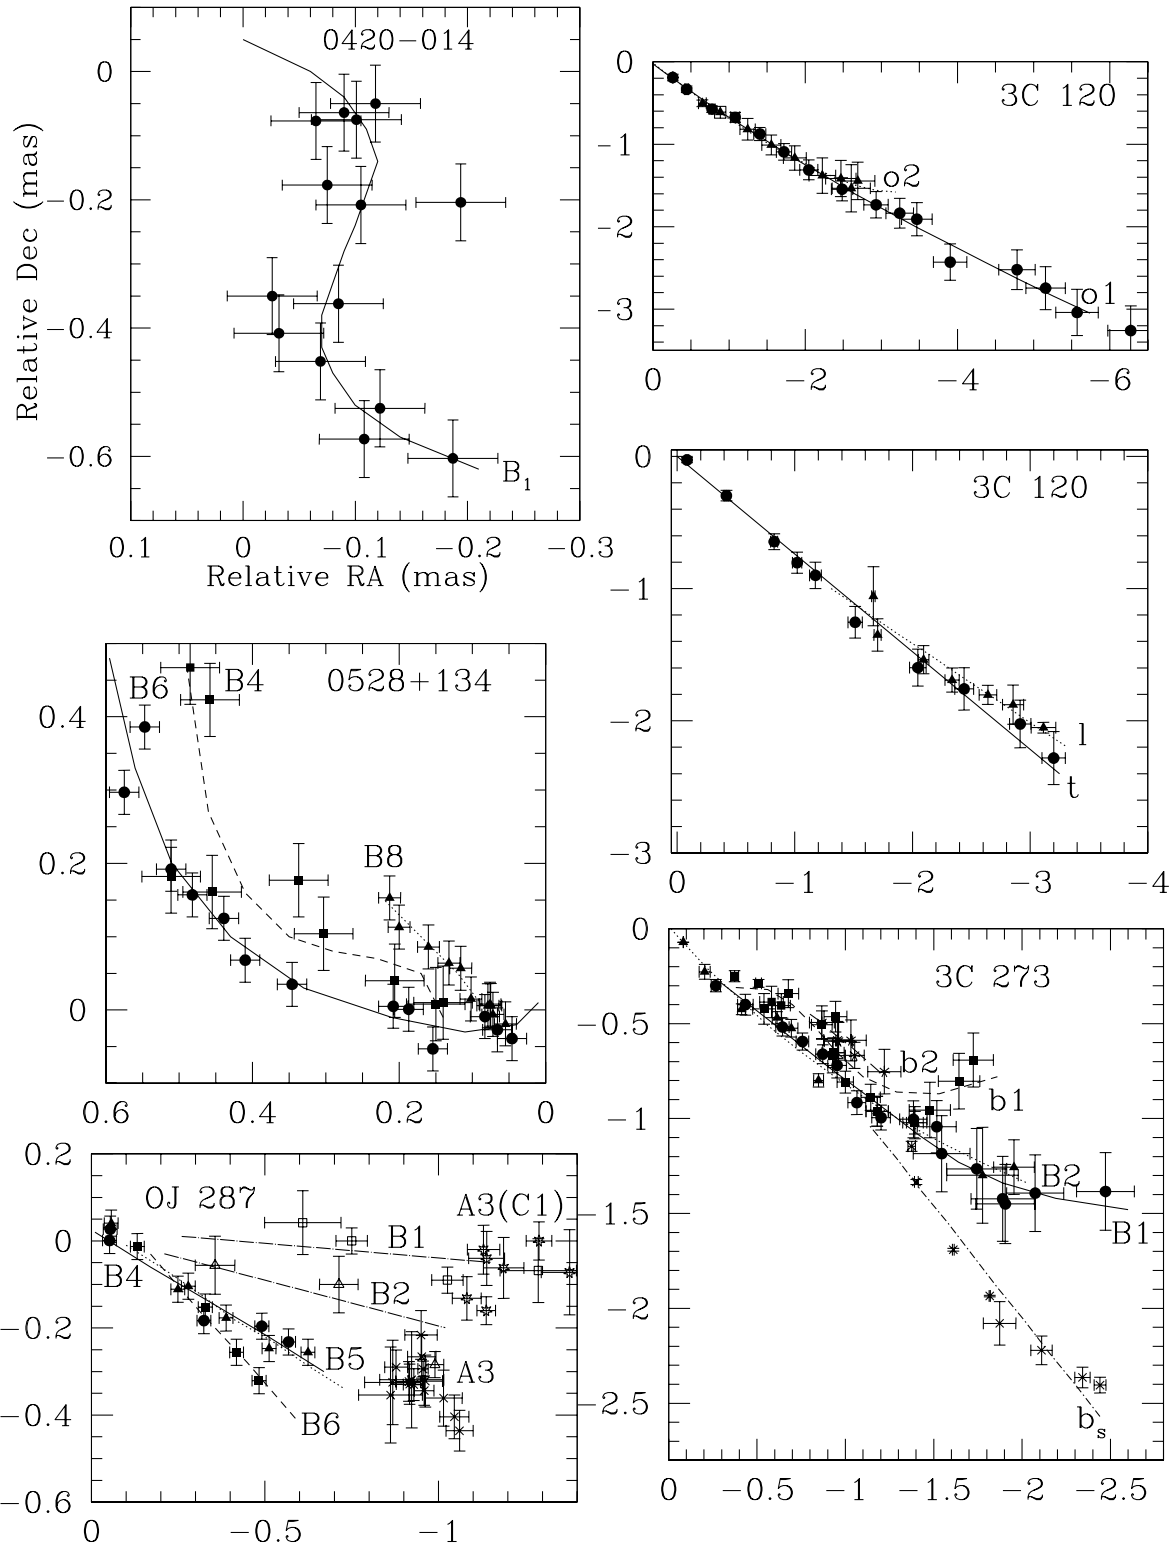 0420−014
0
−0.2
−0.4
−0.6
B1
0.1 0 −0.1 −0.2 −0.3
Relative RA (mas)
Relative Dec (mas)
3C 120
0
−1
−2
−3
o2
o1
0 −2 −4 −6
3C 120
0
−1
−2
−3
l
t
0 −1 −2 −3 −4
0528+134
B6
B4
B8
0.4
0.2
0
0.6 0.4 0.2 0
3C 273
0
−0.5
−1
−1.5
−2
−2.5
b2
b1
B2
B1
bs
0 −0.5 −1 −1.5 −2 −2.5
OJ 287
A3(C1)
B1
B2
B4
B5
A3
B6
0.2
0
−0.2
−0.4
−0.6
0 −0.5 −1